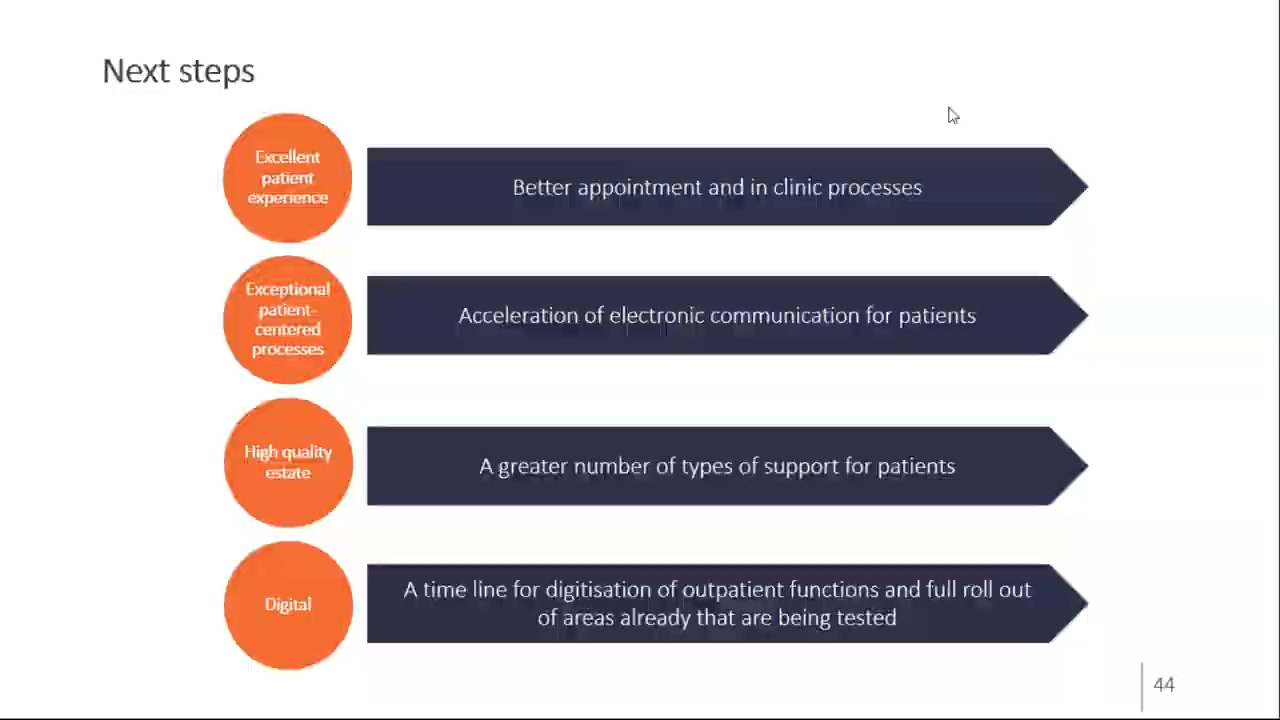 Next steps
Excellent
patient
experience
Better appointment and in clinic processes
Exceptional
patient-
centered
processes
Acceleration of electronic communication for patients
High quality
estate
A greater number of types of support for patients
Digital
A time line for digitisation of outpatient functions and full roll out
of areas already that are being tested
44